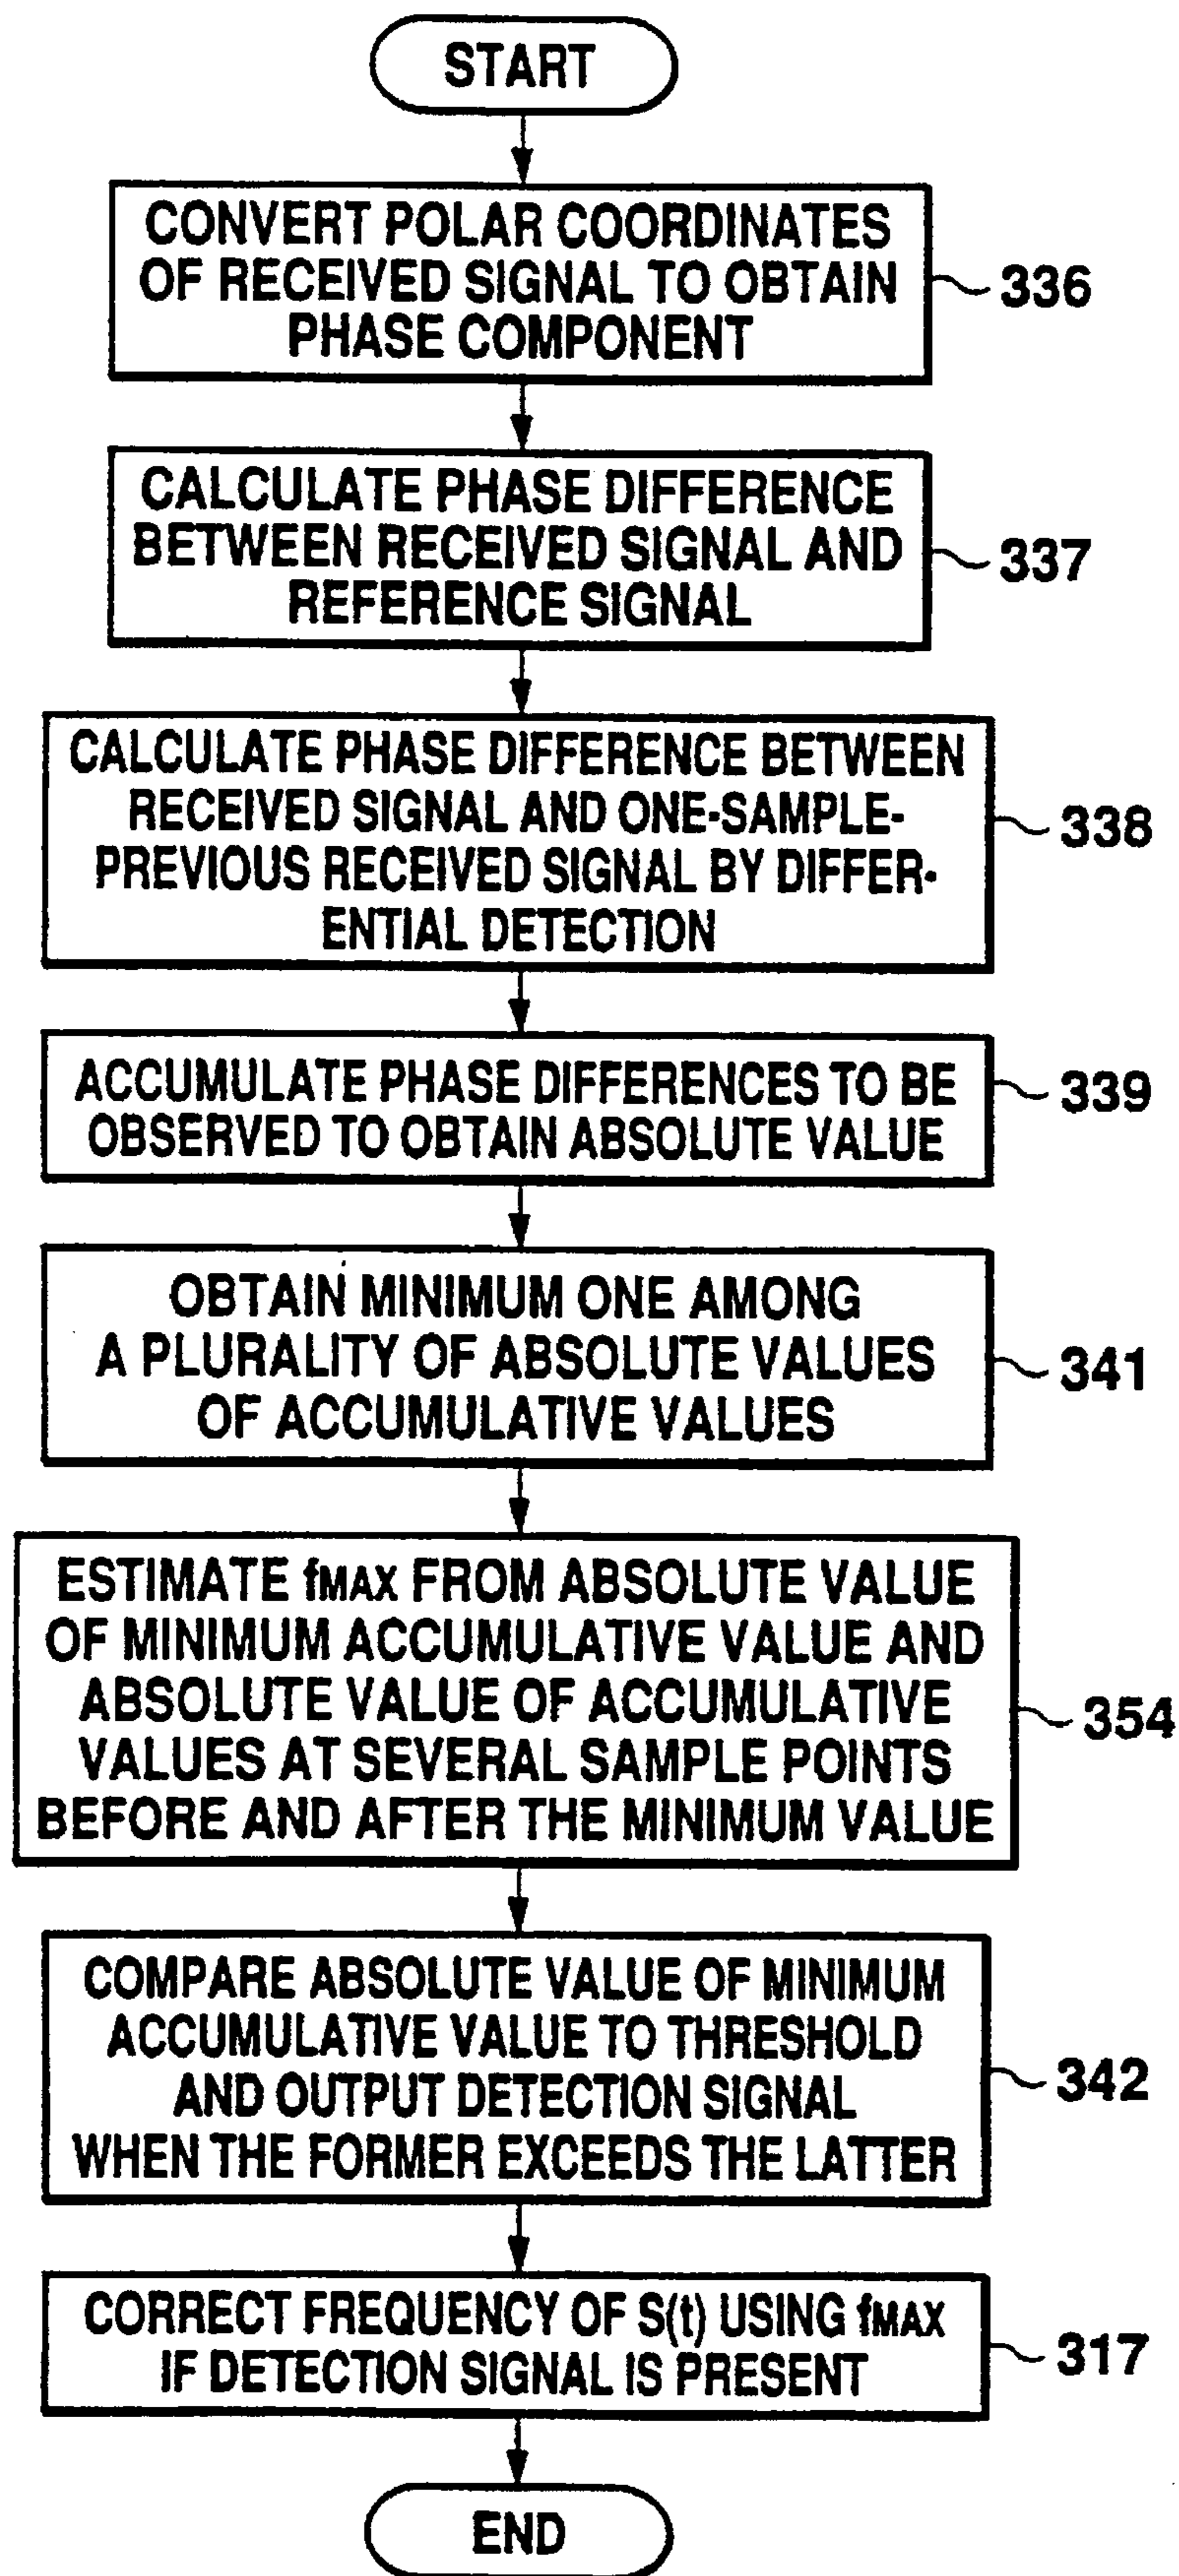 START
CONVERT POLAR COORDINATES
OF RECEIVED SIGNAL TO OBTAIN
PHASE COMPONENT
336
CALCULATE PHASE DIFFERENCE
BETWEEN RECEIVED SIGNAL AND
REFERENCE SIGNAL
337
CALCULATE PHASE DIFFERENCE BETWEEN
RECEIVED SIGNAL AND ONE-SAMPLE-
PREVIOUS RECEIVED SIGNAL BY DIFFER-
ENTIAL DETECTION
338
ACCUMULATE PHASE DIFFERENCES TO BE
OBSERVED TO OBTAIN ABSOLUTE VALUE
339
OBTAIN MINIMUM ONE AMONG
A PLURALITY OF ABSOLUTE VALUES
OF ACCUMULATIVE VALUES
341
ESTIMATE fMAX FROM ABSOLUTE VALUE
OF MINIMUM ACCUMULATIVE VALUE AND
ABSOLUTE VALUE OF ACCUMULATIVE
VALUES AT SEVERAL SAMPLE POINTS
BEFORE AND AFTER THE MINIMUM VALUE
354
COMPARE ABSOLUTE VALUE OF MINIMUM
ACCUMULATIVE VALUE TO THRESHOLD
AND OUTPUT DETECTION SIGNAL
WHEN THE FORMER EXCEEDS THE LATTER
342
CORRECT FREQUENCY OF S(t) USING fMAX
IF DETECTION SIGNAL IS PRESENT
317
END